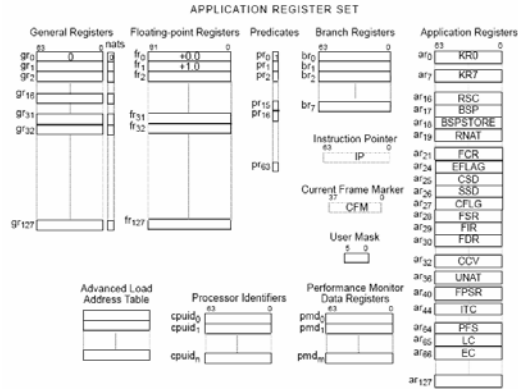 APPLICATION REGISTER SET
General Registers
63 0
nats
gr0 0 0
gr1
gr2
gr16
gr31
gr32
gr127
Floating-point Registers
81 0
fr0 +0.0
fr1 +1.0
fr2
fr31
fr32
fr127
Predicates
pr0
pr1
pr2
pr15
pr16
pr63
Branch Registers
63 0
br0
br1
br2
br7
Instruction Pointer
63 0
IP
Current Frame Marker
37 0
CFM
User Mask
5 0
Application Registers
63 0
ar0 KR0
ar7 KR7
ar16 RSC
ar17 BSP
ar18 BSPSTORE
ar19 RNAT
ar21 FCR
ar24 EFLAG
ar25 CSD
ar26 SSD
ar27 CFLG
ar28 FSR
ar29 FIR
ar30 FDR
ar32 CCV
ar36 UNAT
ar40 FPSR
ar44 ITC
ar64 PFS
ar65 LC
ar66 EC
ar127
Advanced Load
Address Table
Processor Identifiers
63 0
cpuid0
cpuid1
cpuidn
Performance Monitor
Data Registers
63 0
pmd0
pmd1
pmdm